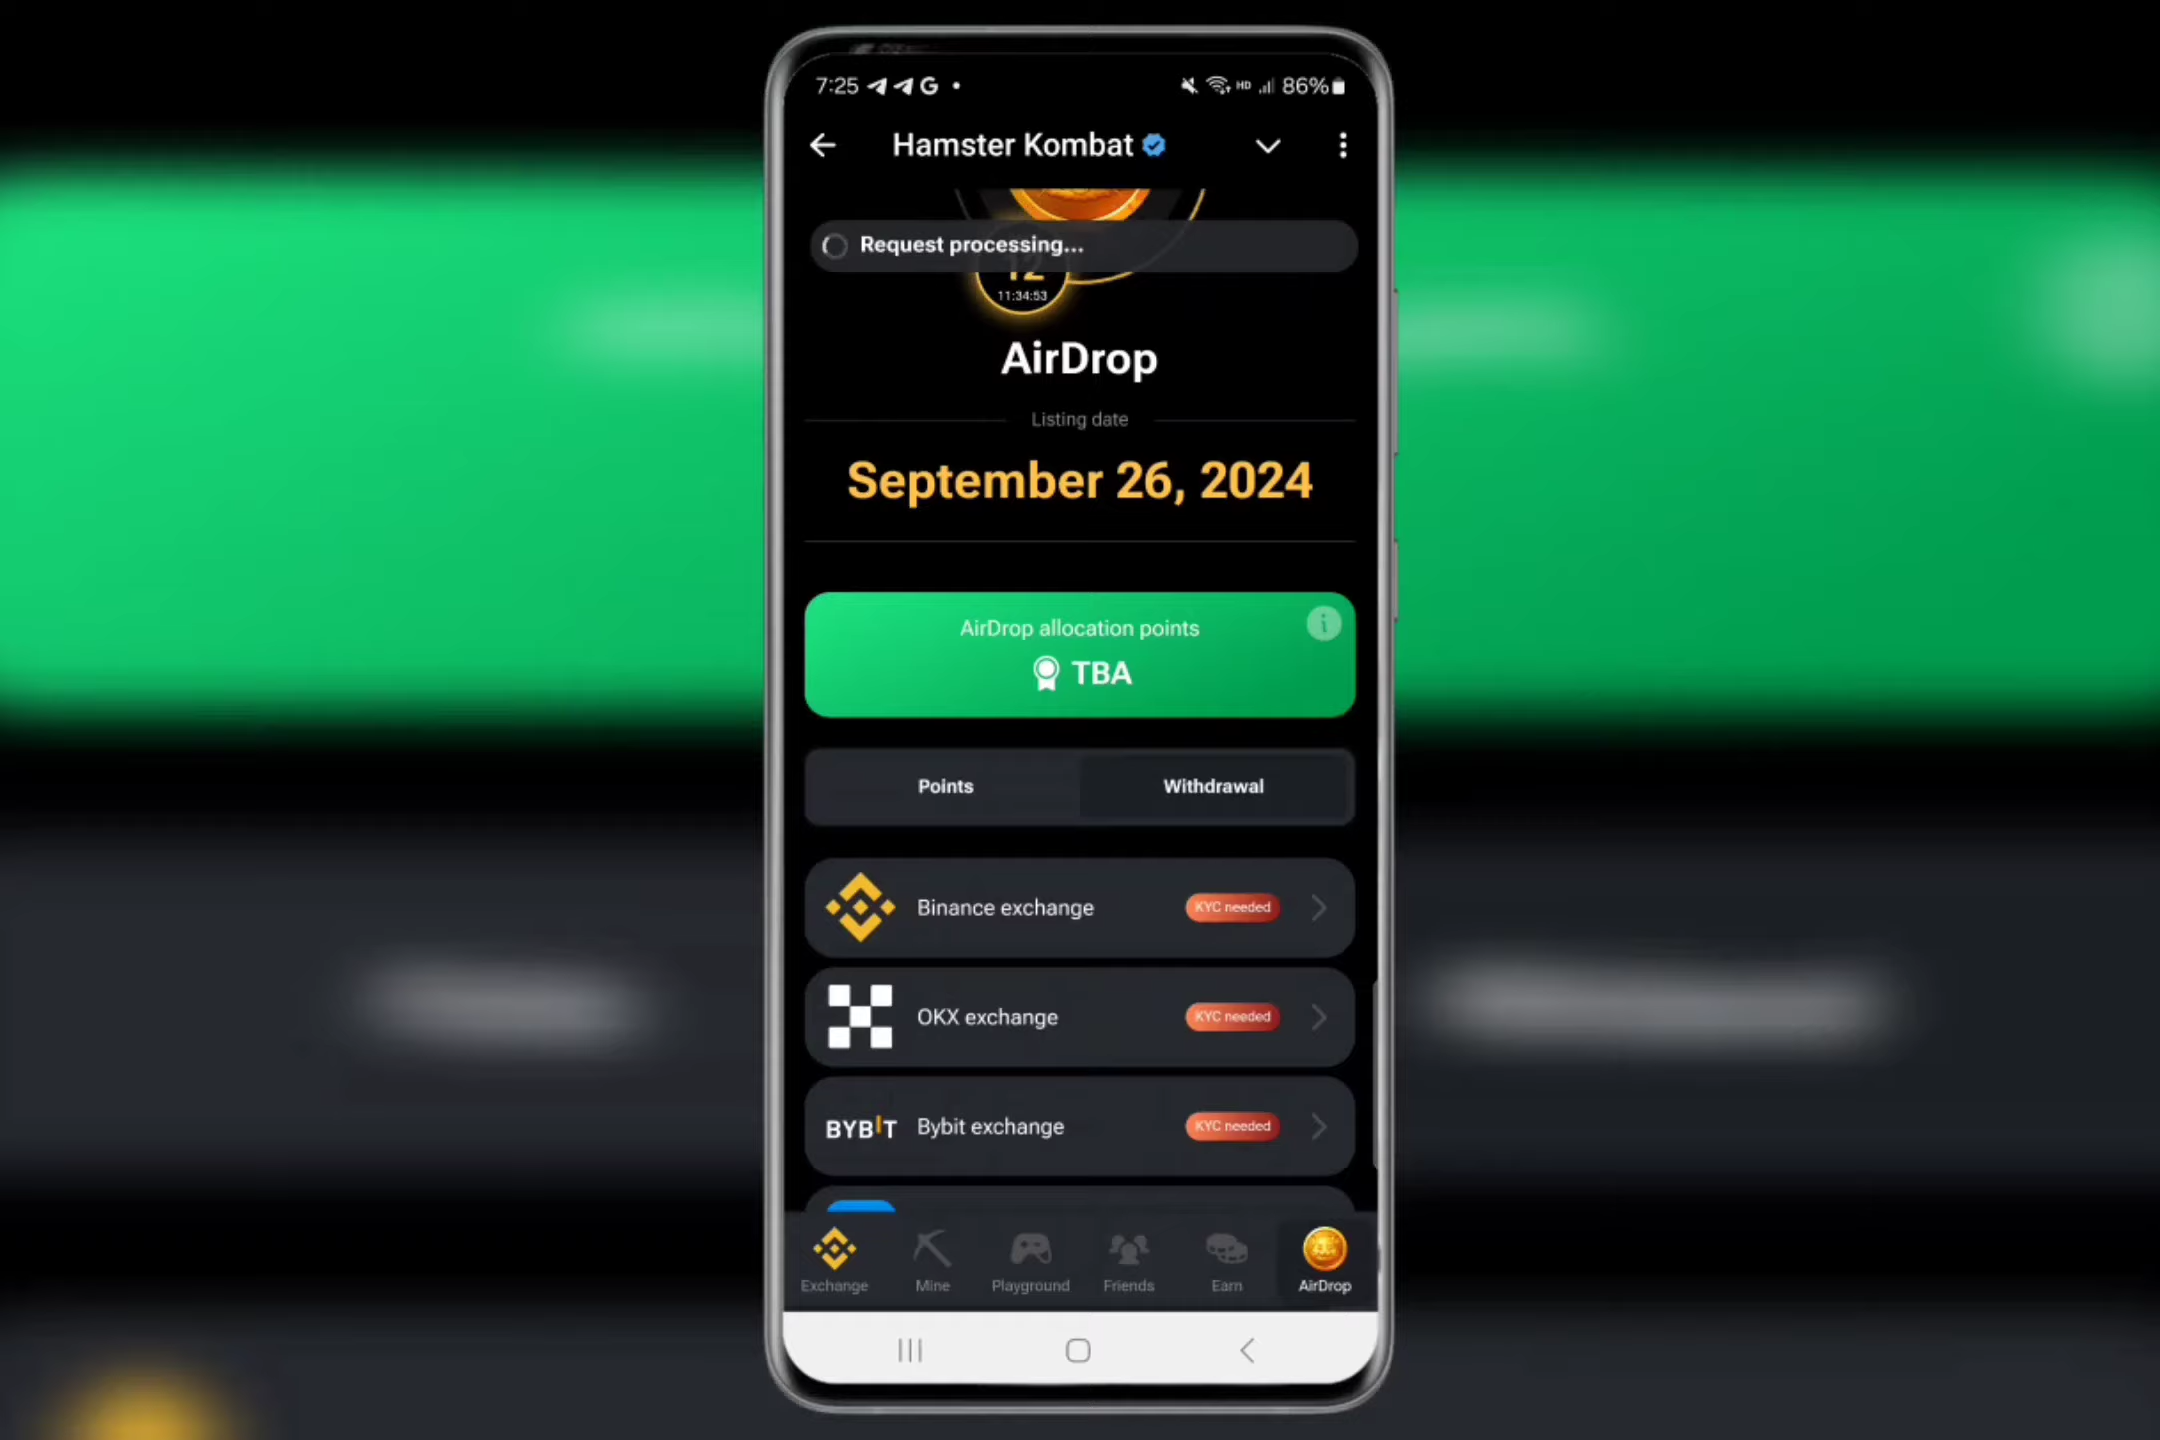 7:25
HD 86%
Hamster Kombat
Request processing...
12
11:34:53
AirDrop
Listing date
September 26, 2024
AirDrop allocation points
TBA
Points Withdrawal
Binance exchange KYC needed
OKX exchange KYC needed
BYBIT Bybit exchange KYC needed
Exchange Mine Playground Friends Earn AirDrop